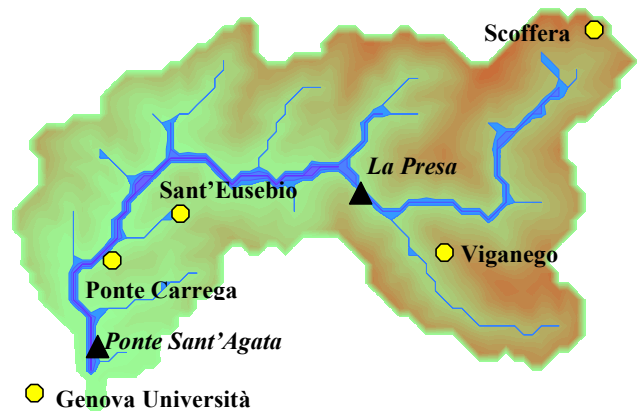 Scoffera
La Presa
Sant'Eusebio
Viganego
Ponte Carrega
Ponte Sant'Agata
Genova Università